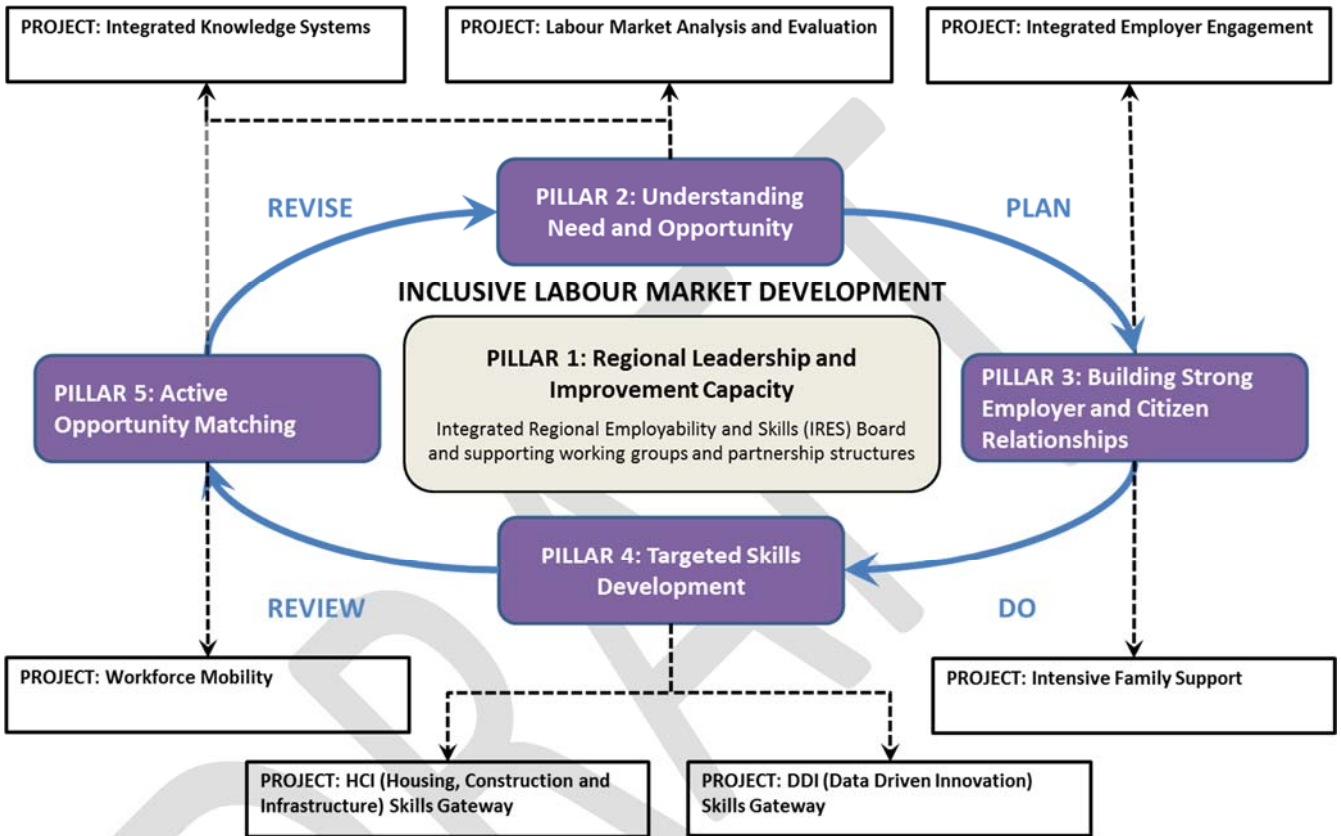 PROJECT: Integrated Knowledge Systems
PROJECT: Labour Market Analysis and Evaluation
PROJECT: Integrated Employer Engagement
REVISE
PILLAR 2: Understanding
Need and Opportunity
PLAN
INCLUSIVE LABOUR MARKET DEVELOPMENT
PILLAR 1: Regional Leadership and
Improvement Capacity
Integrated Regional Employability and Skills (IRES) Board
and supporting working groups and partnership structures
PILLAR 5: Active
Opportunity Matching
PILLAR 3: Building Strong
Employer and Citizen
Relationships
PILLAR 4: Targeted Skills
Development
REVIEW
DO
PROJECT: Workforce Mobility
PROJECT: Intensive Family Support
PROJECT: HCI (Housing, Construction and
Infrastructure) Skills Gateway
PROJECT: DDI (Data Driven Innovation)
Skills Gateway
DRAFT